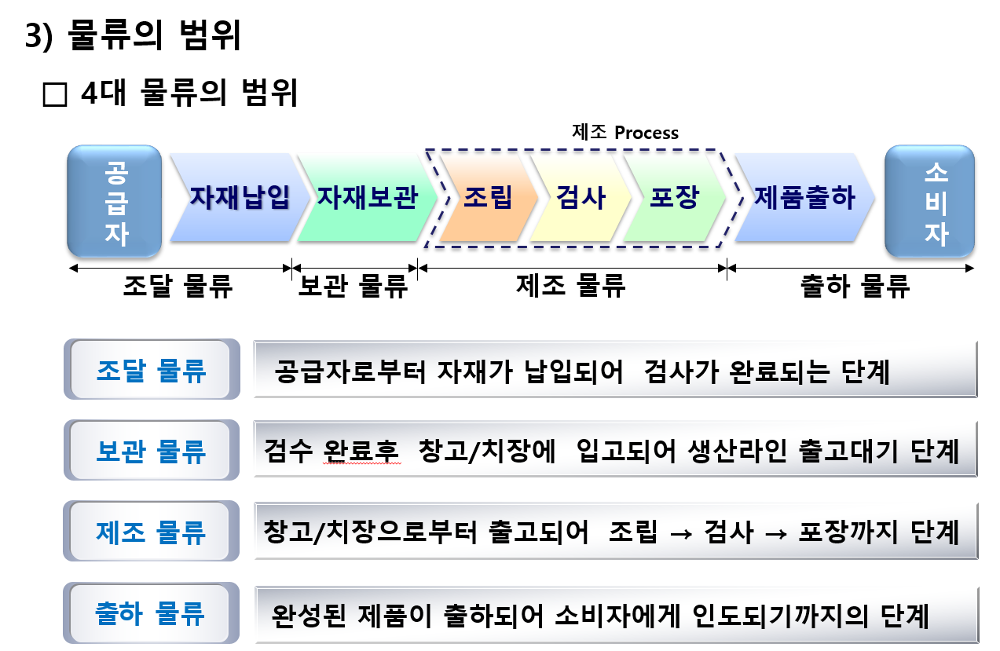 3) 물류의 범위
□ 4대 물류의 범위
제조 Process
공급자
자재납입
자재보관
조립
검사
포장
제품출하
소비자
조달 물류
보관 물류
제조 물류
출하 물류
조달 물류
공급자로부터 자재가 납입되어 검사가 완료되는 단계
보관 물류
검수 완료후 창고/치장에 입고되어 생산라인 출고대기 단계
제조 물류
창고/치장으로부터 출고되어 조립 → 검사 → 포장까지 단계
출하 물류
완성된 제품이 출하되어 소비자에게 인도되기까지의 단계